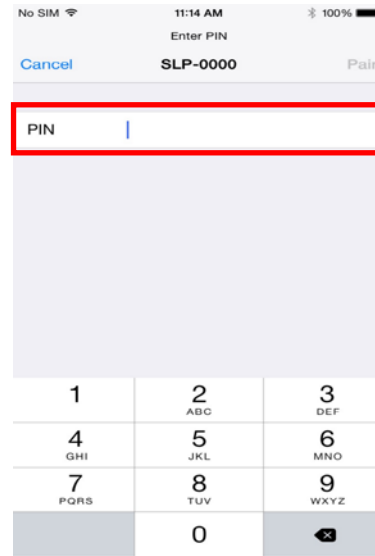 No SIM 11:14 AM 100%
Enter PIN
Cancel SLP-0000 Pair
PIN
1 2 3
ABC DEF
4 5 6
GHI JKL MNO
7 8 9
PQRS TUV WXYZ
0